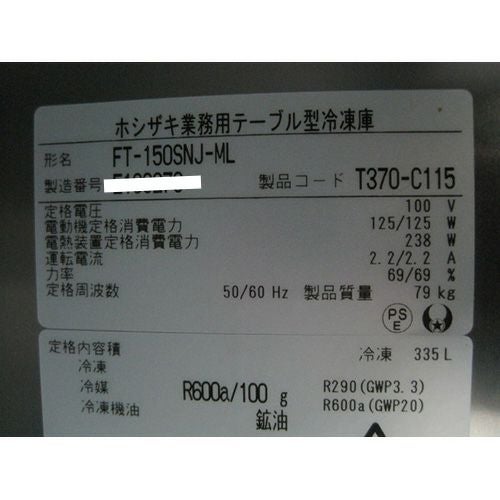 ホシザキ業務用テーブル型冷凍庫
形名 FT-150SNJ-ML
製造番号
製品コード T370-C115
定格電圧 100 V
電動機定格消費電力 125/125 W
電熱装置定格消費電力 238 W
運転電流 2.2/2.2 A
力率 69/69 %
定格周波数 50/60 Hz 製品質量 79 kg
PS
E
定格内容積 冷凍 335 L
冷凍
冷媒 R600a/100 g R290(GWP3.3)
冷凍機油 鉱油 R600a(GWP20)